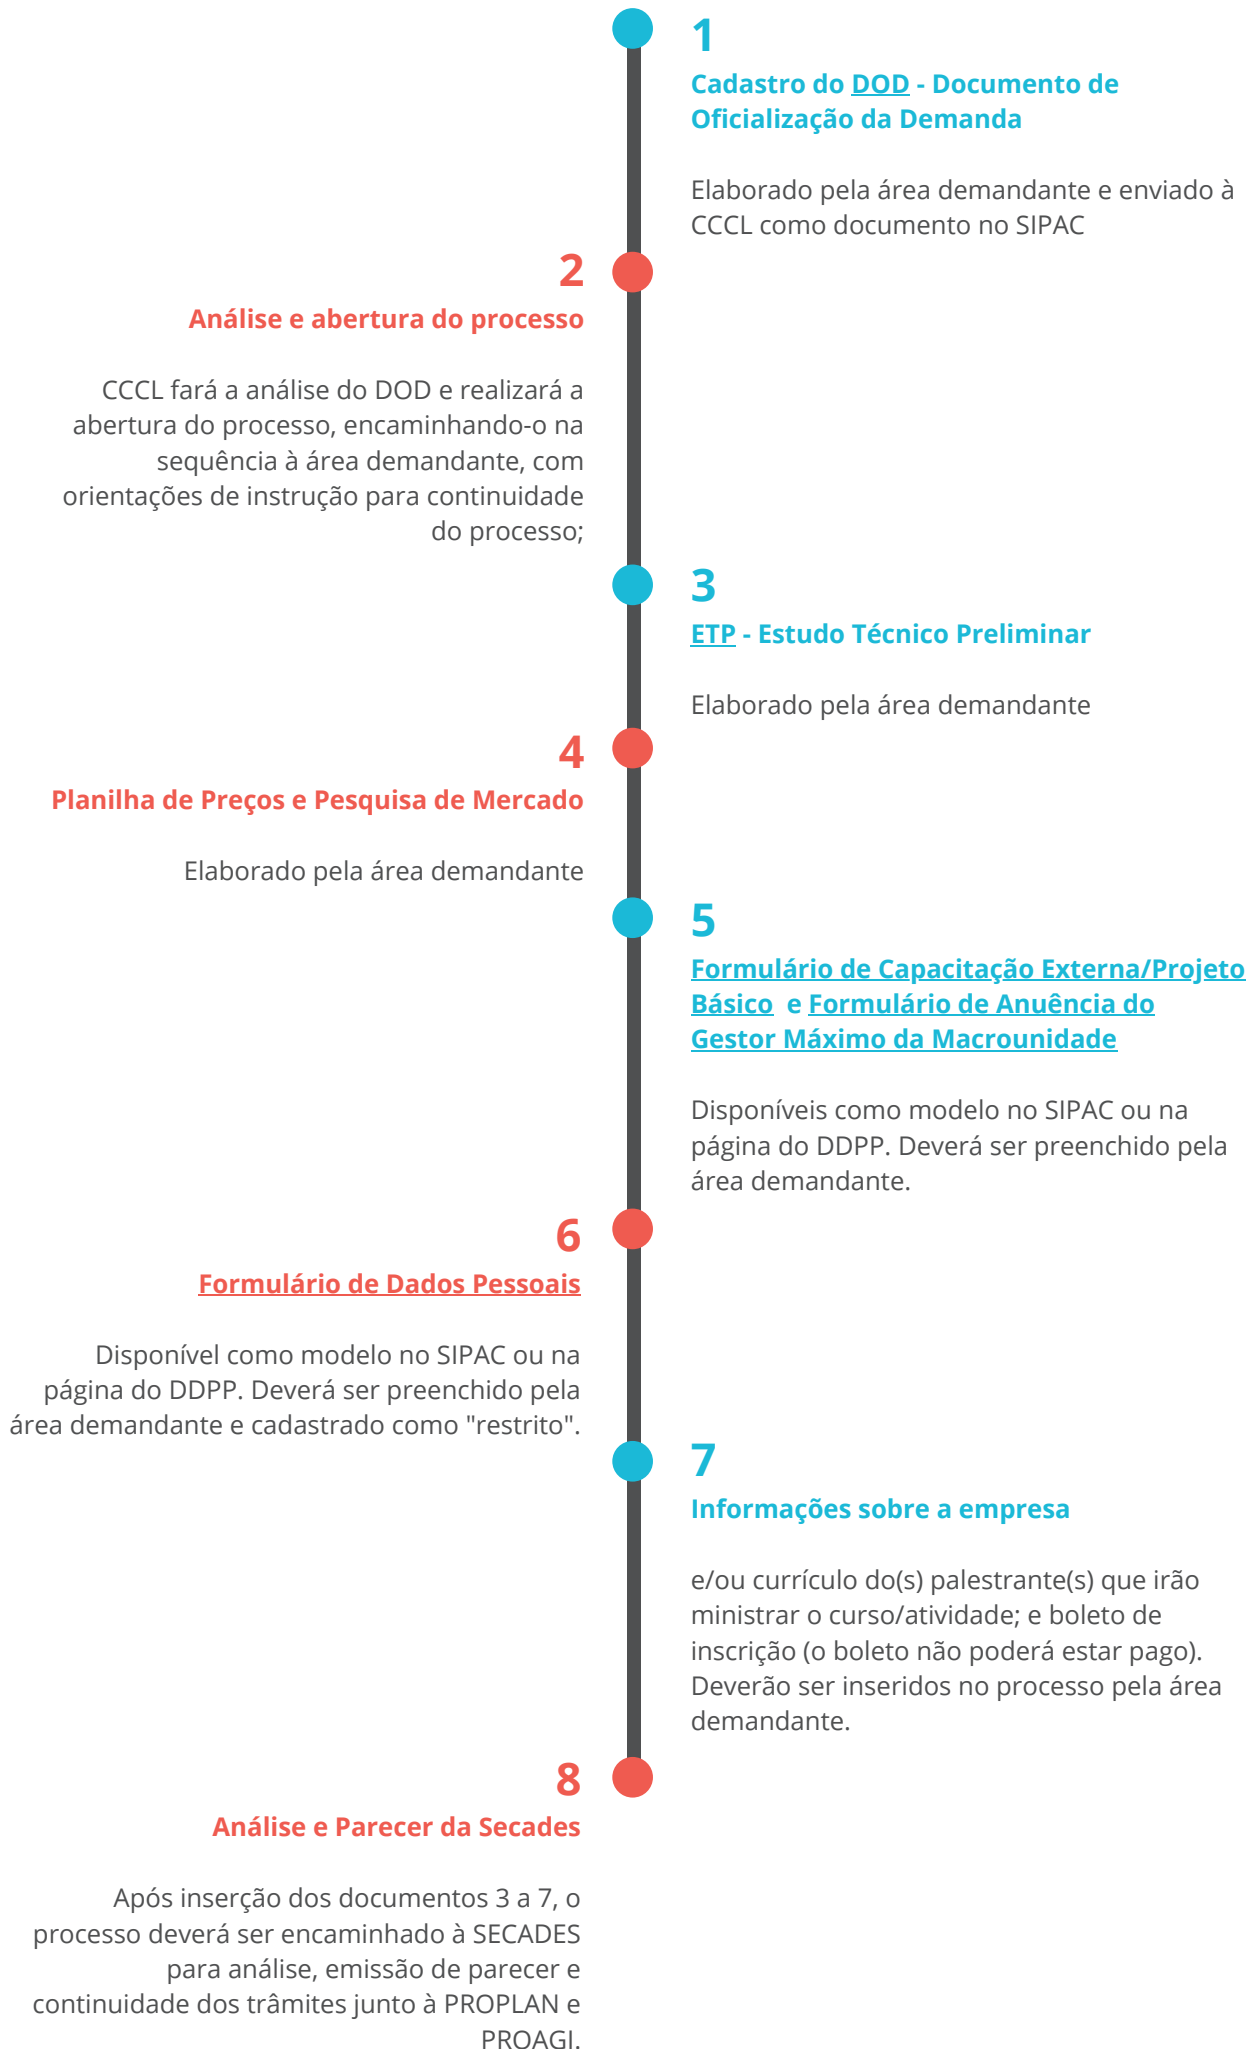 1
Cadastro do DOD - Documento de
Oficialização da Demanda
Elaborado pela área demandante e enviado à
CCCL como documento no SIPAC
2
Análise e abertura do processo
CCCL fará a análise do DOD e realizará a
abertura do processo, encaminhando-o na
sequência à área demandante, com
orientações de instrução para continuidade
do processo;
3
ETP - Estudo Técnico Preliminar
Elaborado pela área demandante
4
Planilha de Preços e Pesquisa de Mercado
Elaborado pela área demandante
5
Formulário de Capacitação Externa/Projeto
Básico e Formulário de Anuência do
Gestor Máximo da Macrounidade
Disponíveis como modelo no SIPAC ou na
página do DDPP. Deverá ser preenchido pela
área demandante.
6
Formulário de Dados Pessoais
Disponível como modelo no SIPAC ou na
página do DDPP. Deverá ser preenchido pela
área demandante e cadastrado como "restrito".
7
Informações sobre a empresa
e/ou currículo do(s) palestrante(s) que irão
ministrar o curso/atividade; e boleto de
inscrição (o boleto não poderá estar pago).
Deverão ser inseridos no processo pela área
demandante.
8
Análise e Parecer da Secades
Após inserção dos documentos 3 a 7, o
processo deverá ser encaminhado à SECADES
para análise, emissão de parecer e
continuidade dos trâmites junto à PROPLAN e
PROAGI.